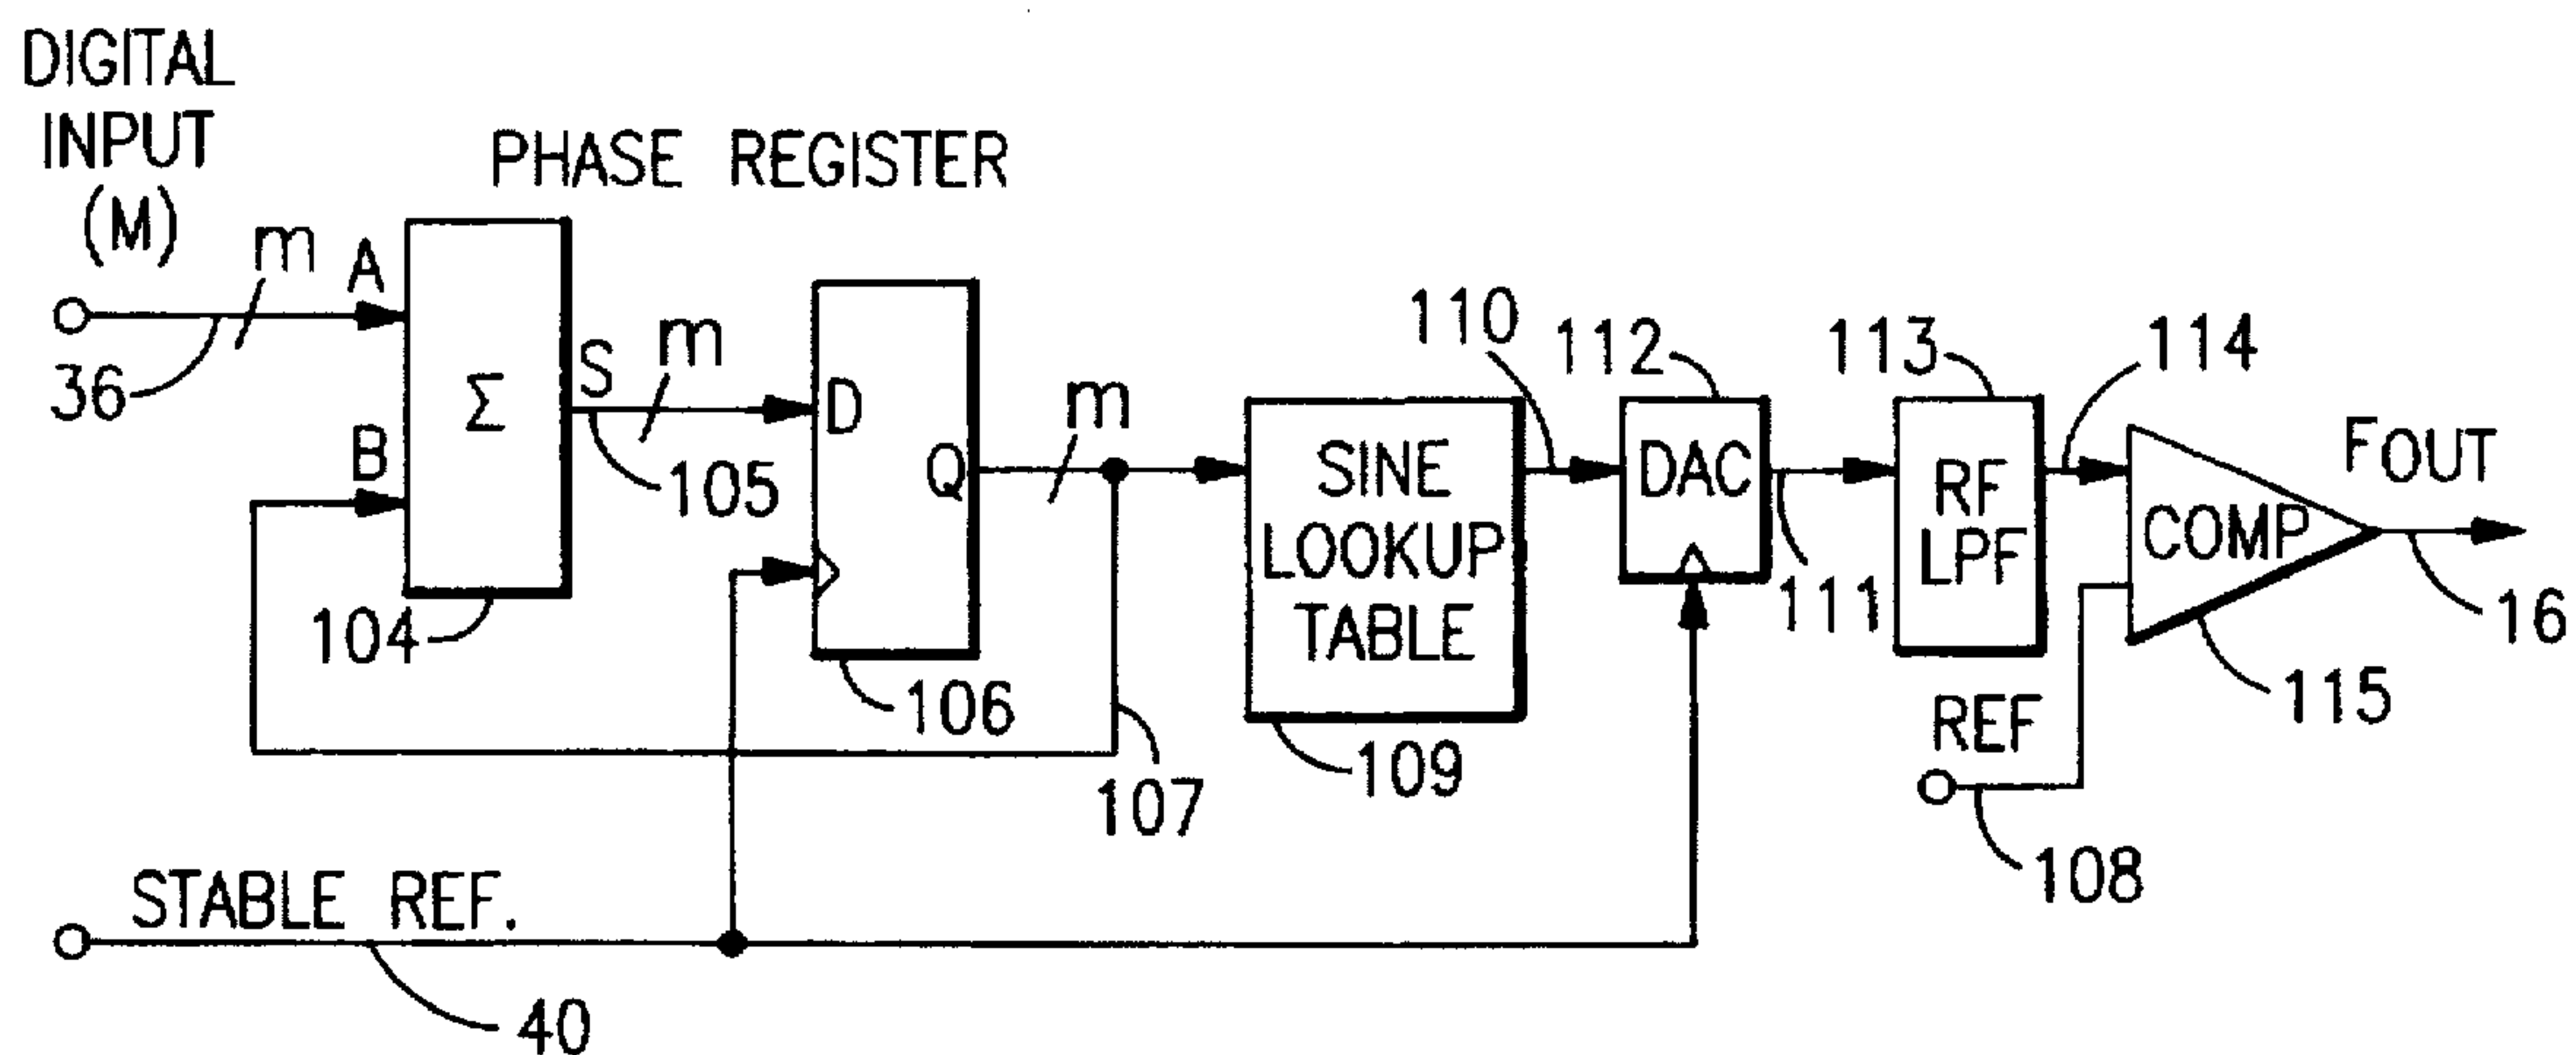 DIGITAL
INPUT
(M)
PHASE REGISTER
m
A
36
B
Σ
S
m
104
105
D
Q
106
m
107
SINE
LOOKUP
TABLE
109
110
112
DAC
111
113
RF
LPF
114
COMP
FOUT
16
115
REF
108
STABLE REF.
40